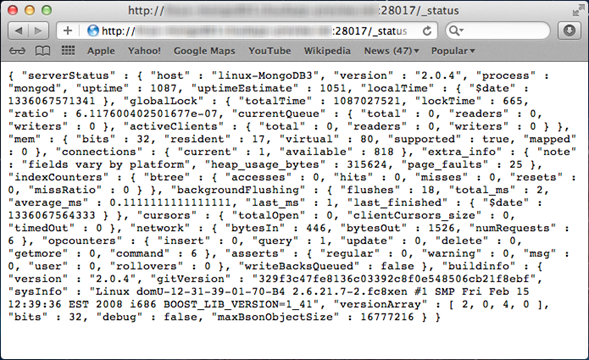 http:// :28017/_status
http:// :28017/_status
Apple Yahoo! Google Maps YouTube Wikipedia News (47)▾ Popular▾
{ "serverStatus" : { "host" : "linux-MongoDB3", "version" : "2.0.4", "process" :
"mongod", "uptime" : 1087, "uptimeEstimate" : 1051, "localTime" : { "$date" :
1336067571341 }, "globalLock" : { "totalTime" : 1087027521, "lockTime" : 665,
"ratio" : 6.117600402501677e-07, "currentQueue" : { "total" : 0, "readers" : 0,
"writers" : 0 }, "activeClients" : { "total" : 0, "readers" : 0, "writers" : 0 } },
"mem" : { "bits" : 32, "resident" : 17, "virtual" : 80, "supported" : true, "mapped"
: 0 }, "connections" : { "current" : 1, "available" : 818 }, "extra_info" : { "note"
: "fields vary by platform", "heap_usage_bytes" : 315624, "page_faults" : 25 },
"indexCounters" : { "btree" : { "accesses" : 0, "hits" : 0, "misses" : 0, "resets"
: 0, "missRatio" : 0 } }, "backgroundFlushing" : { "flushes" : 18, "total_ms" : 2,
"average_ms" : 0.1111111111111111, "last_ms" : 1, "last_finished" : { "$date" :
1336067564333 } }, "cursors" : { "totalOpen" : 0, "clientCursors_size" : 0,
"timedOut" : 0 }, "network" : { "bytesIn" : 446, "bytesOut" : 1526, "numRequests"
: 6 }, "opcounters" : { "insert" : 0, "query" : 1, "update" : 0, "delete" : 0,
"getmore" : 0, "command" : 6 }, "asserts" : { "regular" : 0, "warning" : 0, "msg"
: 0, "user" : 0, "rollovers" : 0 }, "writeBacksQueued" : false }, "buildinfo" : {
"version" : "2.0.4", "gitVersion" : "329f3c47fe8136c03392c8f0e548506cb21f8ebf",
"sysInfo" : "Linux domU-12-31-39-01-70-B4 2.6.21.7-2.fc8xen #1 SMP Fri Feb 15
12:39:36 EST 2008 i686 BOOST_LIB_VERSION=1_41", "versionArray" : [ 2, 0, 4, 0 ],
"bits" : 32, "debug" : false, "maxBsonObjectSize" : 16777216 } }